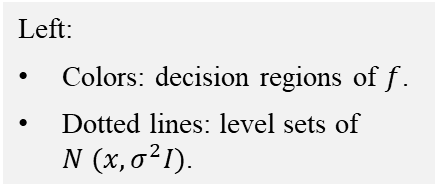 Left:
• Colors: decision regions of 𝑓.
• Dotted lines: level sets of
𝑁 (𝑥, 𝜎²𝐼).